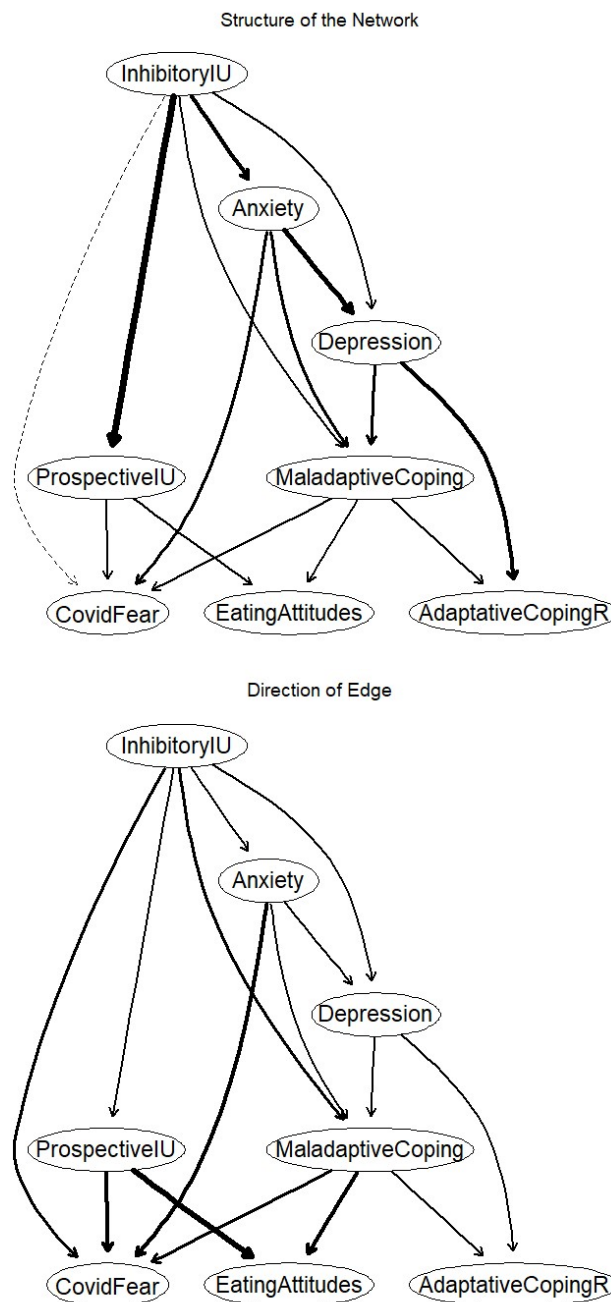 Structure of the Network
InhibitoryIU
Anxiety
Depression
ProspectiveIU MaladaptiveCoping
CovidFear EatingAttitudes AdaptativeCopingR
Direction of Edge
InhibitoryIU
Anxiety
Depression
ProspectiveIU MaladaptiveCoping
CovidFear EatingAttitudes AdaptativeCopingR